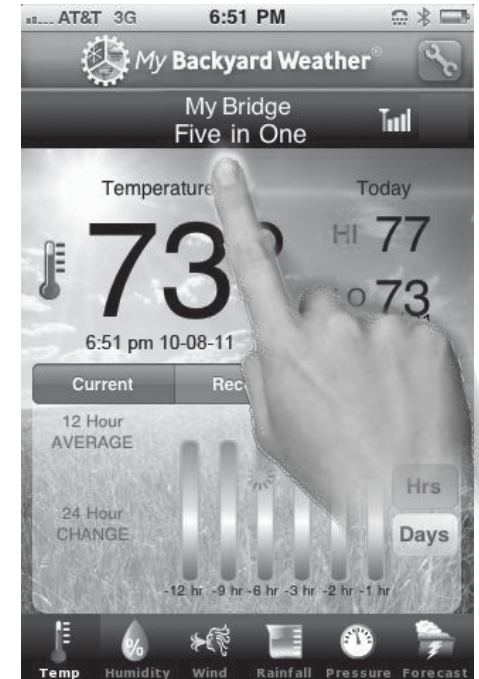 AT&T 3G 6:51 PM
My Backyard Weather®
My Bridge
Five in One
Temperature Today
73 HI 77
LO 73
6:51 pm 10-08-11
Current
12 Hour
AVERAGE
Hrs
24 Hour
CHANGE
Days
-12 hr -9 hr -6 hr -3 hr -2 hr -1 hr
%
Temp Humidity Wind Rainfall Pressure Forecast